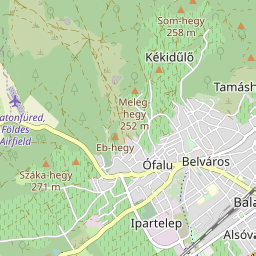 Som-hegy
258 m
Kékidűlő
Tamásh
Meleg-
hegy
252 m
atonfüred,
Földes
Airfield
Eb-hegy
Ófalu
Belváros
Száka-hegy
271 m
Bala
Ipartelep
Alsóvá